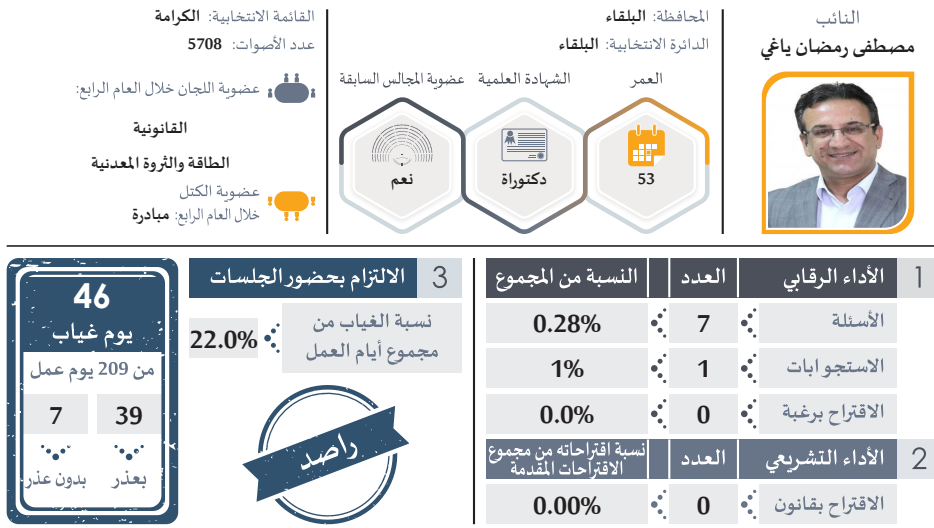 النائب
مصطفى رمضان ياغي
المحافظة: البلقاء
الدائرة الانتخابية: البلقاء
العمر
53
الشهادة العلمية
دكتوراة
عضوية المجالس السابقة
نعم
القائمة الانتخابية: الكرامة
عدد الأصوات: 5708
عضوية اللجان خلال العام الرابع:
القانونية
الطاقة والثروة المعدنية
عضوية الكتل
خلال العام الرابع: مبادرة
1 الأداء الرقابي العدد النسبة من المجموع
الأسئلة 7 0.28%
الاستجوابات 1 1%
الاقتراح برغبة 0 0.0%
2 الأداء التشريعي العدد نسبة اقتراحاته من مجموع
الاقتراحات المقدمة
الاقتراح بقانون 0 0.00%
3 الالتزام بحضور الجلسات
نسبة الغياب من
مجموع أيام العمل
22.0%
راصد
46
يوم غياب
من 209 يوم عمل
39 7
بعذر بدون عذر